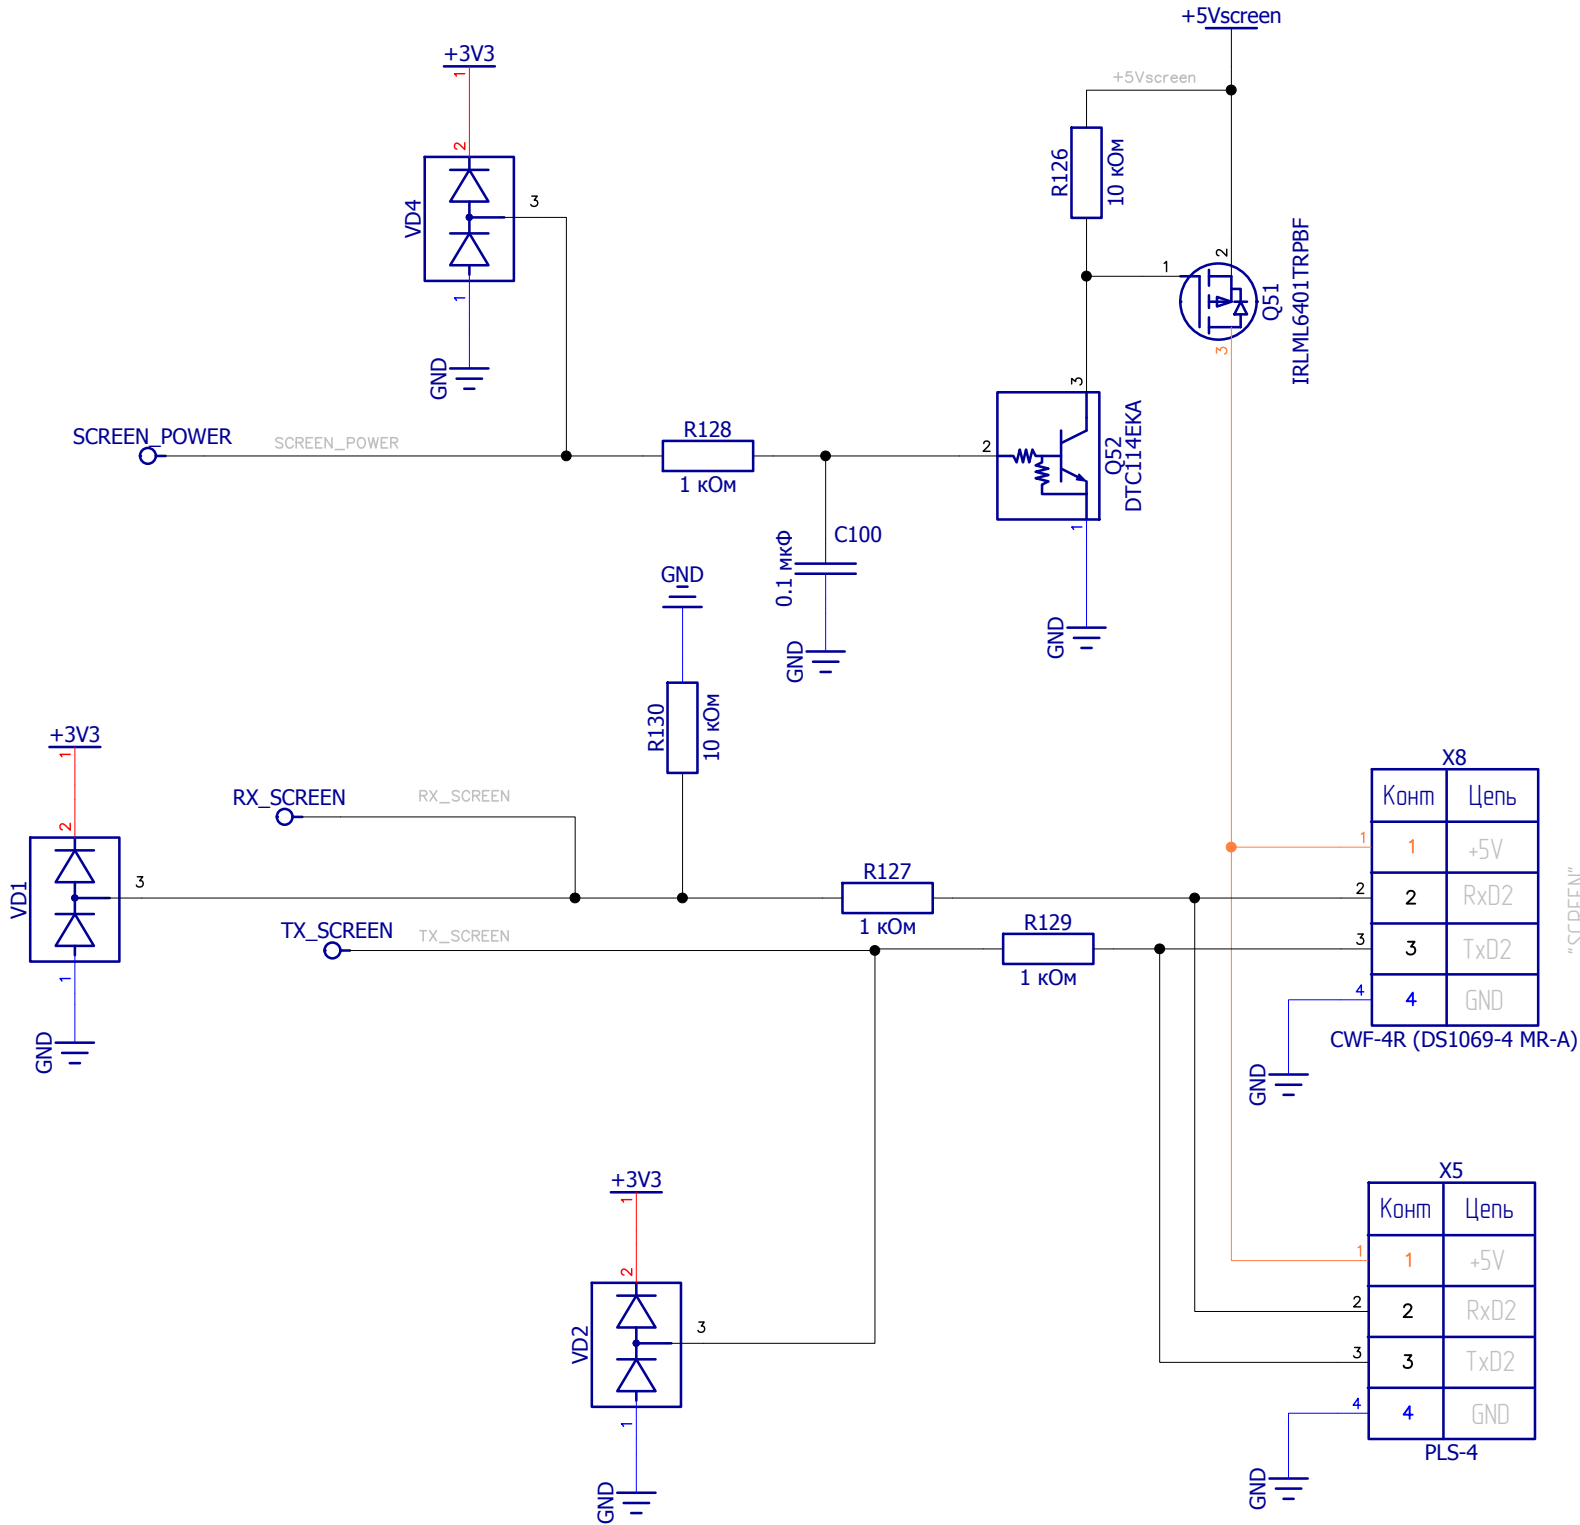 +5Vscreen
+3V3
+5Vscreen
1
2
R126
10 кОм
VD4
3
1
2
1
Q51
IRLML6401TRPBF
3
GND
1
3
SCREEN_POWER
SCREEN_POWER
R128
1 кОм
2
Q52
DTC114EKA
1
C100
0.1 мкФ
GND
GND
GND
R130
10 кОм
+3V3
1
2
VD1
3
1
GND
RX_SCREEN
RX_SCREEN
R127
1 кОм
TX_SCREEN
TX_SCREEN
R129
1 кОм
X8
Конт Цепь
1 1 +5V
2 2 RxD2
3 3 TxD2
4 4 GND
CWF-4R (DS1069-4 MR-A)
"SCREEN"
GND
+3V3
1
2
VD2
3
1
GND
X5
Конт Цепь
1 1 +5V
2 2 RxD2
3 3 TxD2
4 4 GND
PLS-4
GND